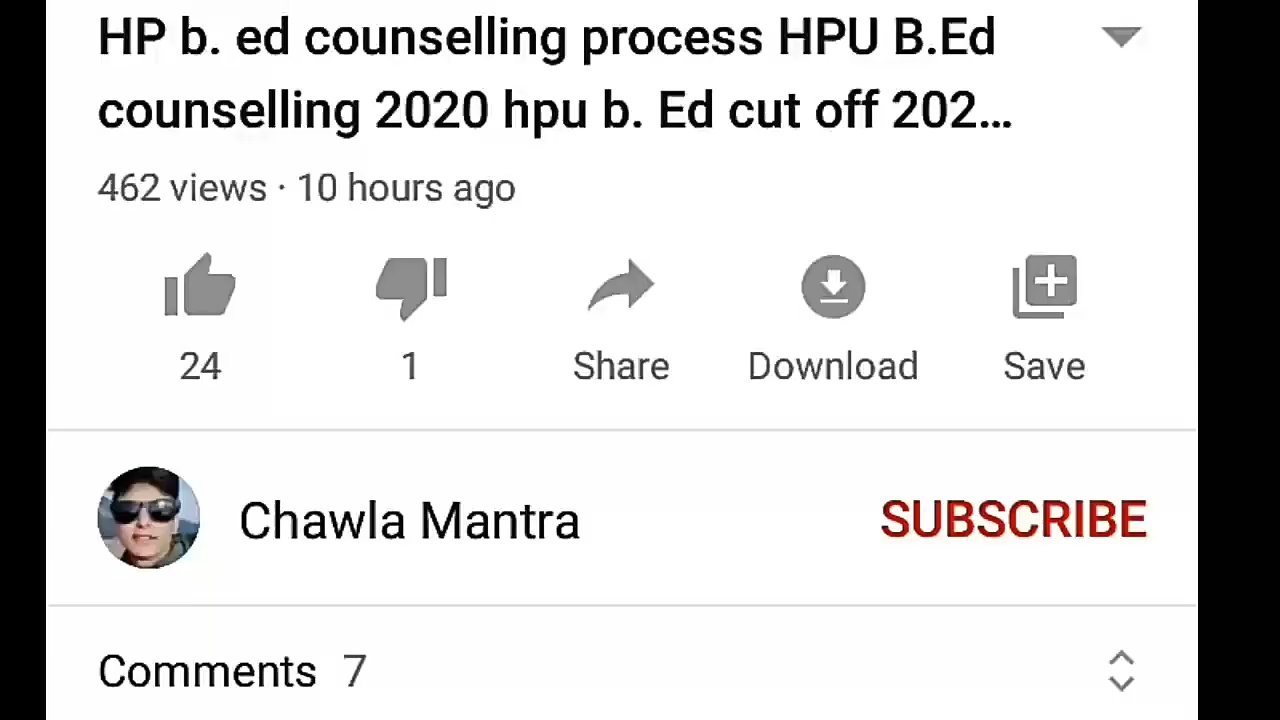 HP b. ed counselling process HPU B.Ed
counselling 2020 hpu b. Ed cut off 202...
462 views · 10 hours ago
24 1 Share Download Save
Chawla Mantra SUBSCRIBE
Comments 7